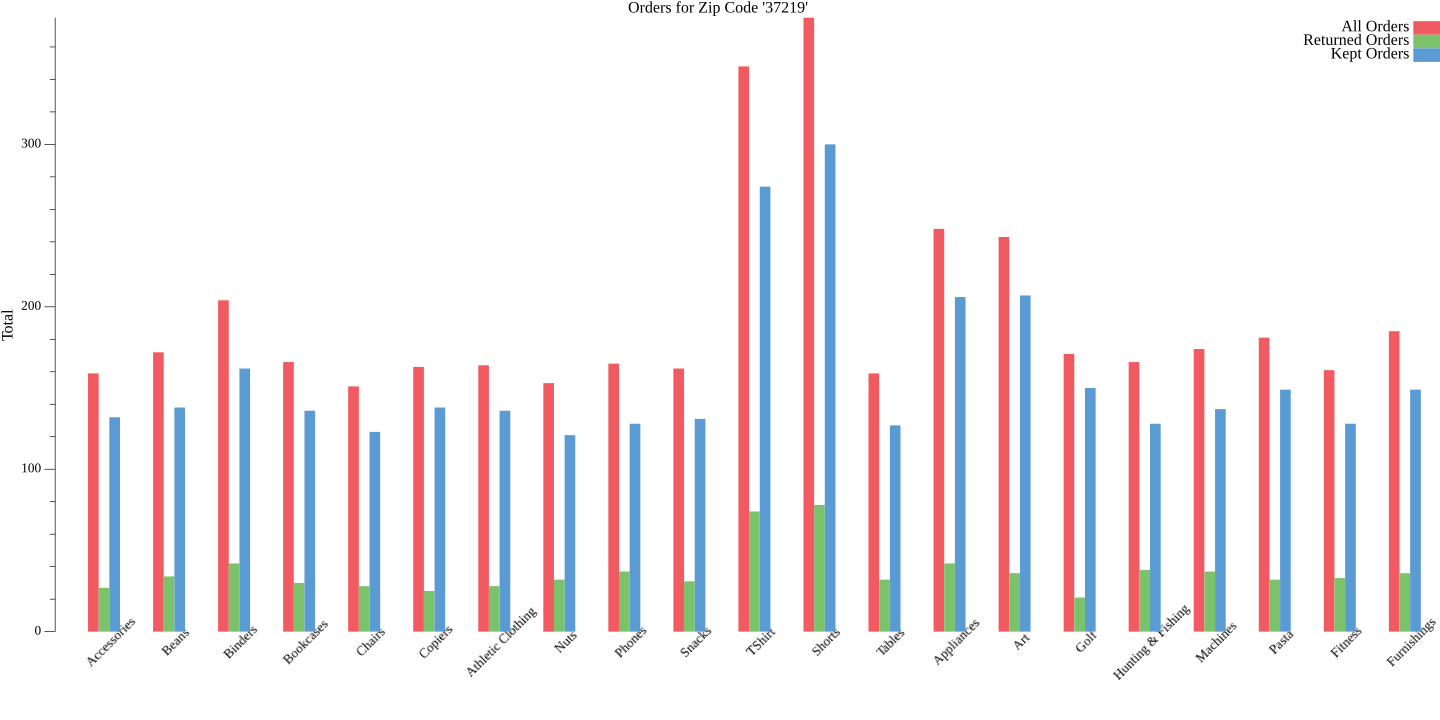 Orders for Zip Code '37219'
All Orders
Returned Orders
Kept Orders
Total
300
200
100
0
Accessories
Beans
Binders
Bookcases
Chairs
Copiers
Athletic Clothing
Nuts
Phones
Snacks
TShirt
Shorts
Tables
Appliances
Art
Golf
Hunting & Fishing
Machines
Pasta
Fitness
Furnishings